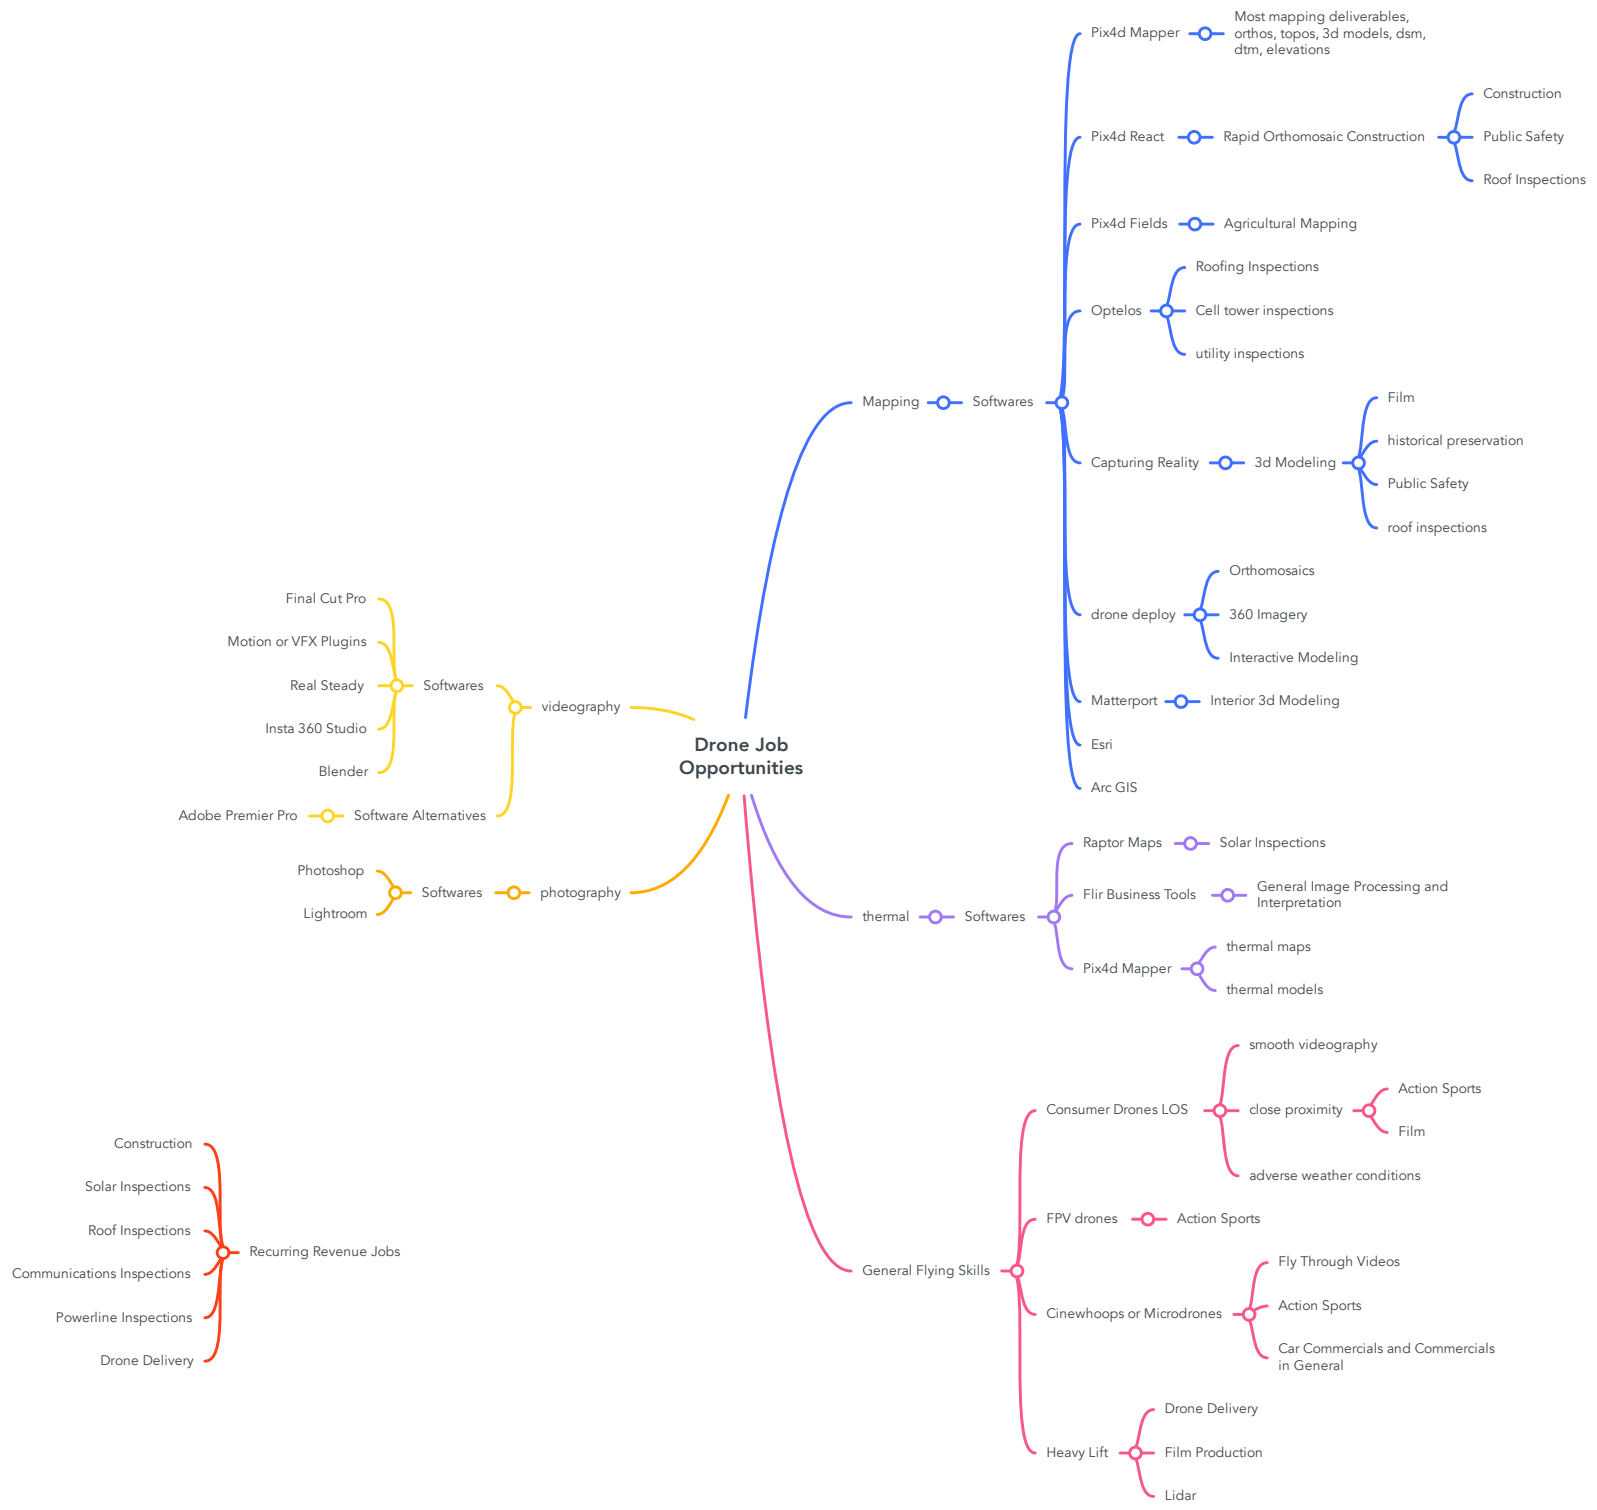 Drone Job
Opportunities
Mapping
Softwares
Pix4d Mapper
Most mapping deliverables,
orthos, topos, 3d models, dsm,
dtm, elevations
Pix4d React
Rapid Orthomosaic Construction
Construction
Public Safety
Roof Inspections
Pix4d Fields
Agricultural Mapping
Optelos
Roofing Inspections
Cell tower inspections
utility inspections
Capturing Reality
3d Modeling
Film
historical preservation
Public Safety
roof inspections
drone deploy
Orthomosaics
360 Imagery
Interactive Modeling
Matterport
Interior 3d Modeling
Esri
Arc GIS
thermal
Softwares
Raptor Maps
Solar Inspections
Flir Business Tools
General Image Processing and
Interpretation
Pix4d Mapper
thermal maps
thermal models
General Flying Skills
Consumer Drones LOS
smooth videography
close proximity
Action Sports
Film
adverse weather conditions
FPV drones
Action Sports
Cinewhoops or Microdrones
Fly Through Videos
Action Sports
Car Commercials and Commercials
in General
Heavy Lift
Drone Delivery
Film Production
Lidar
videography
Softwares
Final Cut Pro
Motion or VFX Plugins
Real Steady
Insta 360 Studio
Blender
Software Alternatives
Adobe Premier Pro
photography
Softwares
Photoshop
Lightroom
Recurring Revenue Jobs
Construction
Solar Inspections
Roof Inspections
Communications Inspections
Powerline Inspections
Drone Delivery